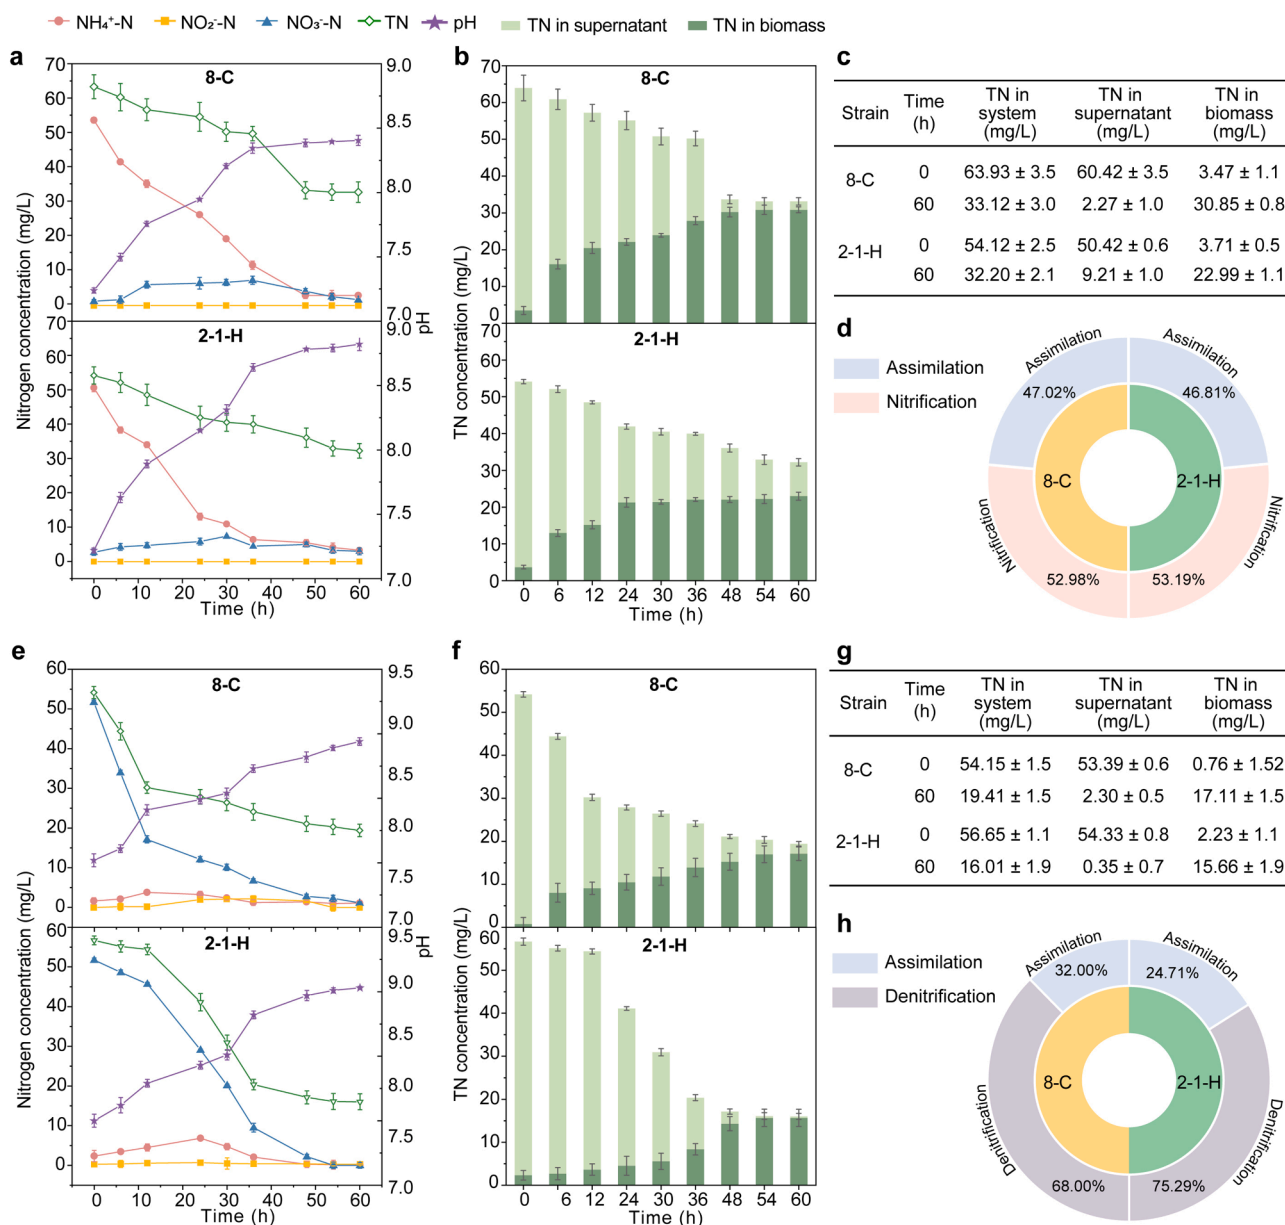 NH₄⁺-N NO₂⁻-N NO₃⁻-N TN pH TN in supernatant TN in biomass
a
8-C
Nitrogen concentration (mg/L)
70
60
50
40
30
20
10
0
9.0
8.5
8.0
7.5
7.0
pH
2-1-H
70
60
50
40
30
20
10
0
9.0
8.5
8.0
7.5
7.0
0 10 20 30 40 50 60
Time (h)
b
8-C
TN concentration (mg/L)
70
60
50
40
30
20
10
0
2-1-H
70
60
50
40
30
20
10
0
0 6 12 24 30 36 48 54 60
Time (h)
c
Strain Time (h) TN in system (mg/L) TN in supernatant (mg/L) TN in biomass (mg/L)
8-C 0 63.93 ± 3.5 60.42 ± 3.5 3.47 ± 1.1
60 33.12 ± 3.0 2.27 ± 1.0 30.85 ± 0.8
2-1-H 0 54.12 ± 2.5 50.42 ± 0.6 3.71 ± 0.5
60 32.20 ± 2.1 9.21 ± 1.0 22.99 ± 1.1
d
Assimilation
Nitrification
Assimilation Assimilation
47.02% 46.81%
8-C 2-1-H
Nitrification Nitrification
52.98% 53.19%
e
8-C
Nitrogen concentration (mg/L)
60
50
40
30
20
10
0
9.5
9.0
8.5
8.0
7.5
7.0
pH
2-1-H
60
50
40
30
20
10
0
9.5
9.0
8.5
8.0
7.5
7.0
0 10 20 30 40 50 60
Time (h)
f
8-C
TN concentration (mg/L)
60
50
40
30
20
10
0
2-1-H
60
50
40
30
20
10
0
0 6 12 24 30 36 48 54 60
Time (h)
g
Strain Time (h) TN in system (mg/L) TN in supernatant (mg/L) TN in biomass (mg/L)
8-C 0 54.15 ± 1.5 53.39 ± 0.6 0.76 ± 1.52
60 19.41 ± 1.5 2.30 ± 0.5 17.11 ± 1.5
2-1-H 0 56.65 ± 1.1 54.33 ± 0.8 2.23 ± 1.1
60 16.01 ± 1.9 0.35 ± 0.7 15.66 ± 1.9
h
Assimilation
Denitrification
Assimilation Assimilation
32.00% 24.71%
8-C 2-1-H
Denitrification Denitrification
68.00% 75.29%